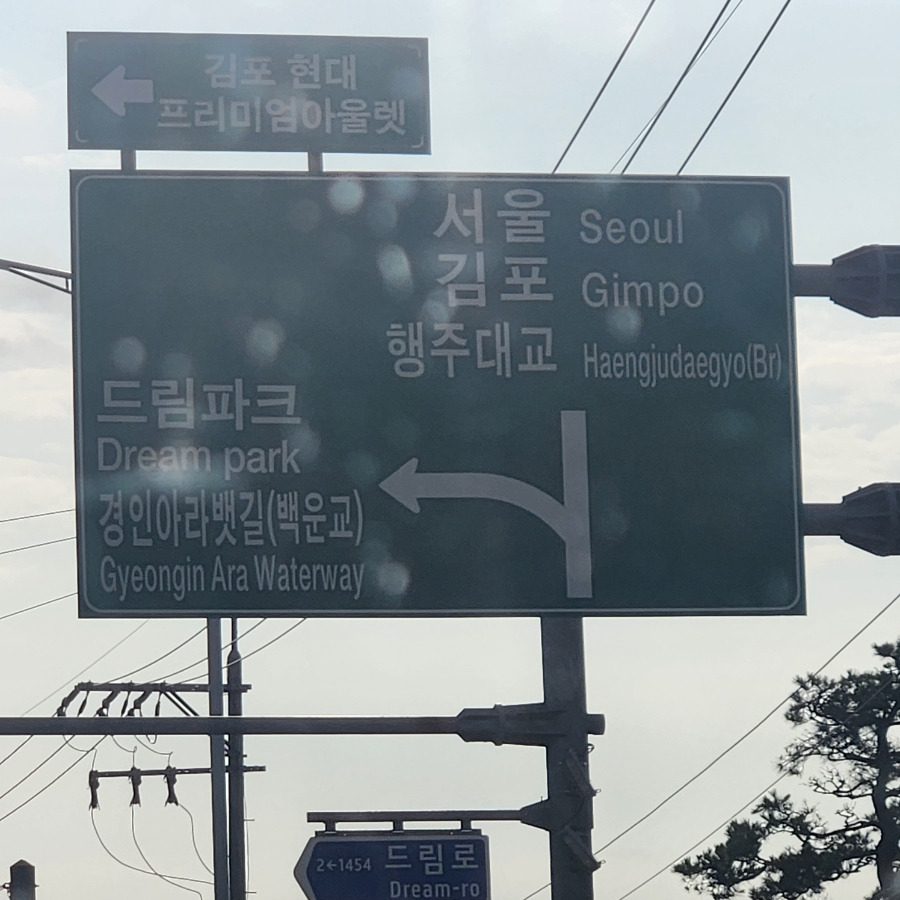 김포 현대
프리미엄아울렛
서울 Seoul
김포 Gimpo
행주대교 Haengjudaegyo(Br)
드림파크
Dream park
경인아라뱃길(백운교)
Gyeongin Ara Waterway
2←1454 드림로
Dream-ro